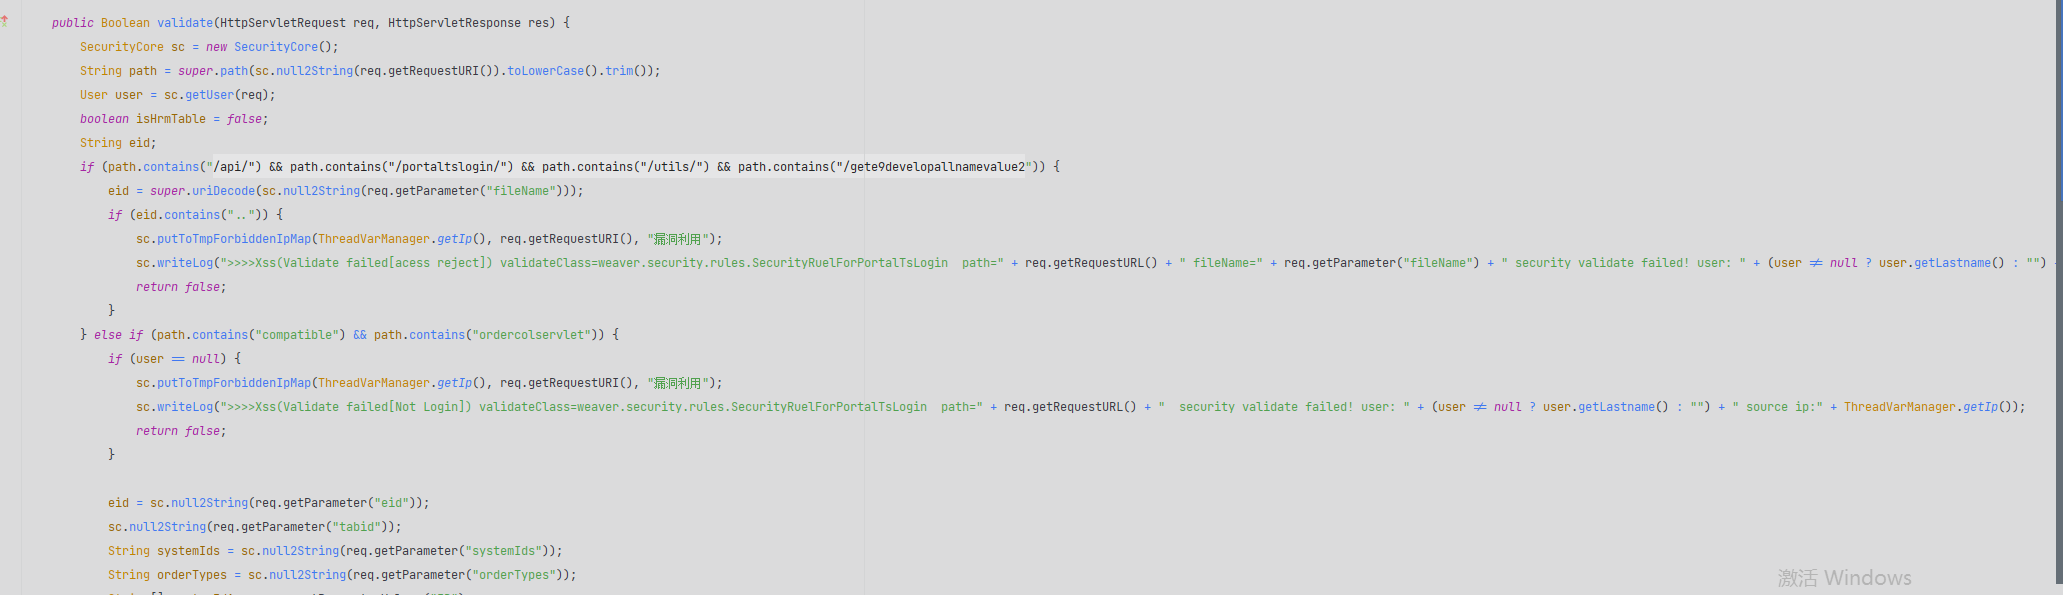 public Boolean validate(HttpServletRequest req, HttpServletResponse res) {
SecurityCore sc = new SecurityCore();
String path = super.path(sc.null2String(req.getRequestURI()).toLowerCase().trim());
User user = sc.getUser(req);
boolean isHrmTable = false;
String eid;
if (path.contains("/api/") && path.contains("/portaltslogin/") && path.contains("/utils/") && path.contains("/gete9developallnamevalue2")) {
eid = super.uriDecode(sc.null2String(req.getParameter("fileName")));
if (eid.contains("..")) {
sc.putToTmpForbiddenIpMap(ThreadVarManager.getIp(), req.getRequestURI(), "漏洞利用");
sc.writeLog(">>>>Xss(Validate failed[acess reject]) validateClass=weaver.security.rules.SecurityRuelForPortalTsLogin  path=" + req.getRequestURL() + " fileName=" + req.getParameter("fileName") + " security validate failed! user: " + (user ≠ null ? user.getLastname() : "")
return false;
}
} else if (path.contains("compatible") && path.contains("ordercolservlet")) {
if (user == null) {
sc.putToTmpForbiddenIpMap(ThreadVarManager.getIp(), req.getRequestURI(), "漏洞利用");
sc.writeLog(">>>>Xss(Validate failed[Not Login]) validateClass=weaver.security.rules.SecurityRuelForPortalTsLogin  path=" + req.getRequestURL() + "  security validate failed! user: " + (user ≠ null ? user.getLastname() : "") + " source ip:" + ThreadVarManager.getIp());
return false;
}
eid = sc.null2String(req.getParameter("eid"));
sc.null2String(req.getParameter("tabid"));
String systemIds = sc.null2String(req.getParameter("systemIds"));
String orderTypes = sc.null2String(req.getParameter("orderTypes"));
激活 Windows